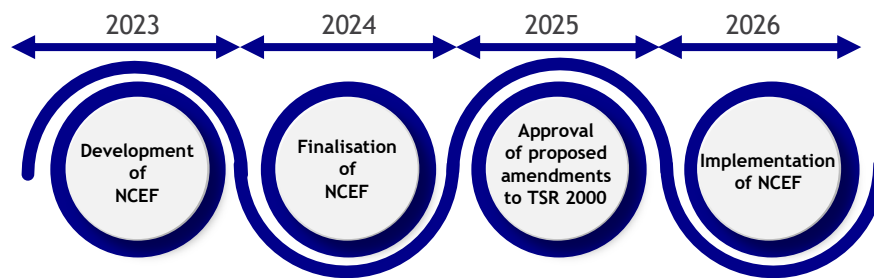 2023
2024
2025
2026
Development
of
NCEF
Finalisation
of
NCEF
Approval
of proposed
amendments
to TSR 2000
Implementation
of NCEF